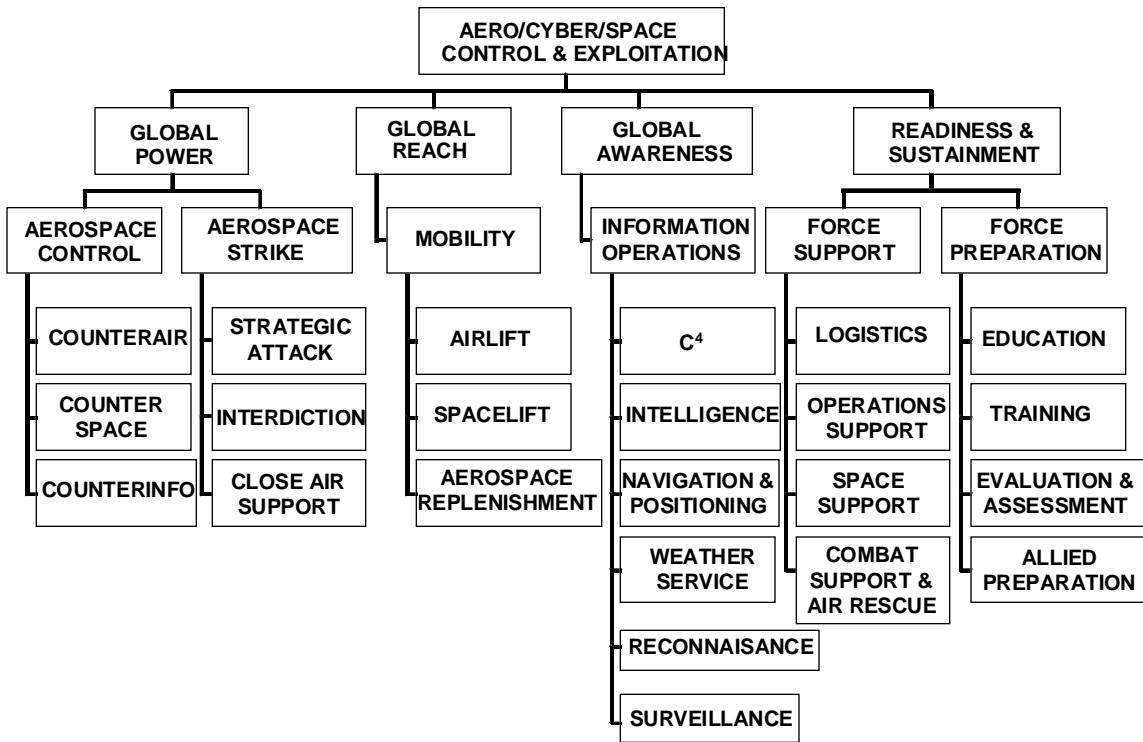 AERO/CYBER/SPACE
CONTROL & EXPLOITATION
GLOBAL
POWER
GLOBAL
REACH
GLOBAL
AWARENESS
READINESS &
SUSTAINMENT
AEROSPACE
CONTROL
AEROSPACE
STRIKE
MOBILITY
INFORMATION
OPERATIONS
FORCE
SUPPORT
FORCE
PREPARATION
COUNTERAIR
COUNTER
SPACE
COUNTERINFO
STRATEGIC
ATTACK
INTERDICTION
CLOSE AIR
SUPPORT
AIRLIFT
SPACELIFT
AEROSPACE
REPLENISHMENT
C⁴
INTELLIGENCE
NAVIGATION &
POSITIONING
WEATHER
SERVICE
RECONNAISANCE
SURVEILLANCE
LOGISTICS
OPERATIONS
SUPPORT
SPACE
SUPPORT
COMBAT
SUPPORT &
AIR RESCUE
EDUCATION
TRAINING
EVALUATION &
ASSESSMENT
ALLIED
PREPARATION